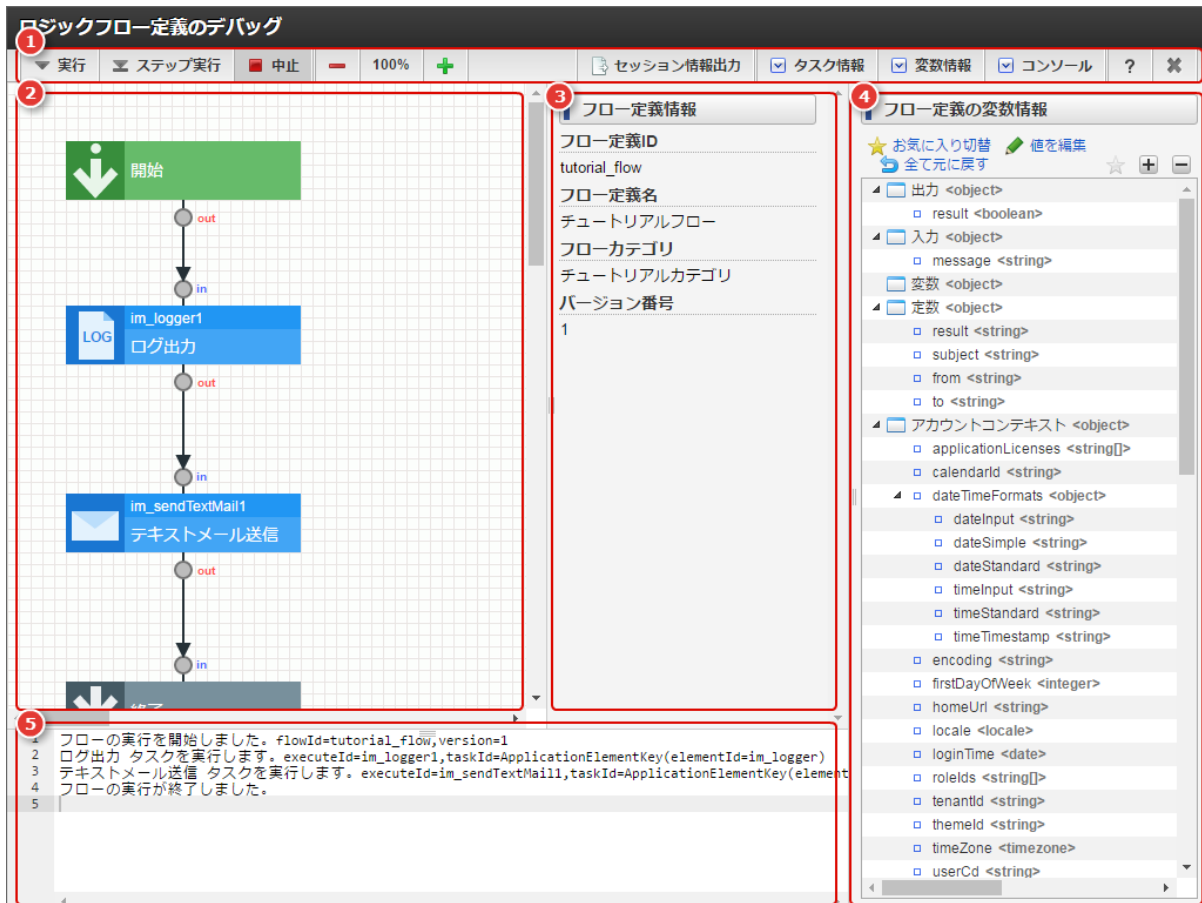 ロジックフロー定義のデバッグ
1
実行 ステップ実行 中止 100% セッション情報出力 タスク情報 変数情報 コンソール ?
2
開始
out
in
im_logger1
LOG
ログ出力
out
in
im_sendTextMail1
テキストメール送信
out
in
終了
3
フロー定義情報
フロー定義ID
tutorial_flow
フロー定義名
チュートリアルフロー
フローカテゴリ
チュートリアルカテゴリ
バージョン番号
1
4
フロー定義の変数情報
お気に入り切替 値を編集
全て元に戻す
出力 <object>
result <boolean>
入力 <object>
message <string>
変数 <object>
定数 <object>
result <string>
subject <string>
from <string>
to <string>
アカウントコンテキスト <object>
applicationLicenses <string[]>
calendarId <string>
dateTimeFormats <object>
dateInput <string>
dateSimple <string>
dateStandard <string>
timeInput <string>
timeStandard <string>
timeTimestamp <string>
encoding <string>
firstDayOfWeek <integer>
homeUrl <string>
locale <locale>
loginTime <date>
roleIds <string[]>
tenantId <string>
themeId <string>
timeZone <timezone>
userCd <string>
5
1 フローの実行を開始しました。flowId=tutorial_flow,version=1
2 ログ出力 タスクを実行します。executeId=im_logger1,taskId=ApplicationElementKey(elementId=im_logger)
3 テキストメール送信 タスクを実行します。executeId=im_sendTextMail1,taskId=ApplicationElementKey(element
4 フローの実行が終了しました。
5